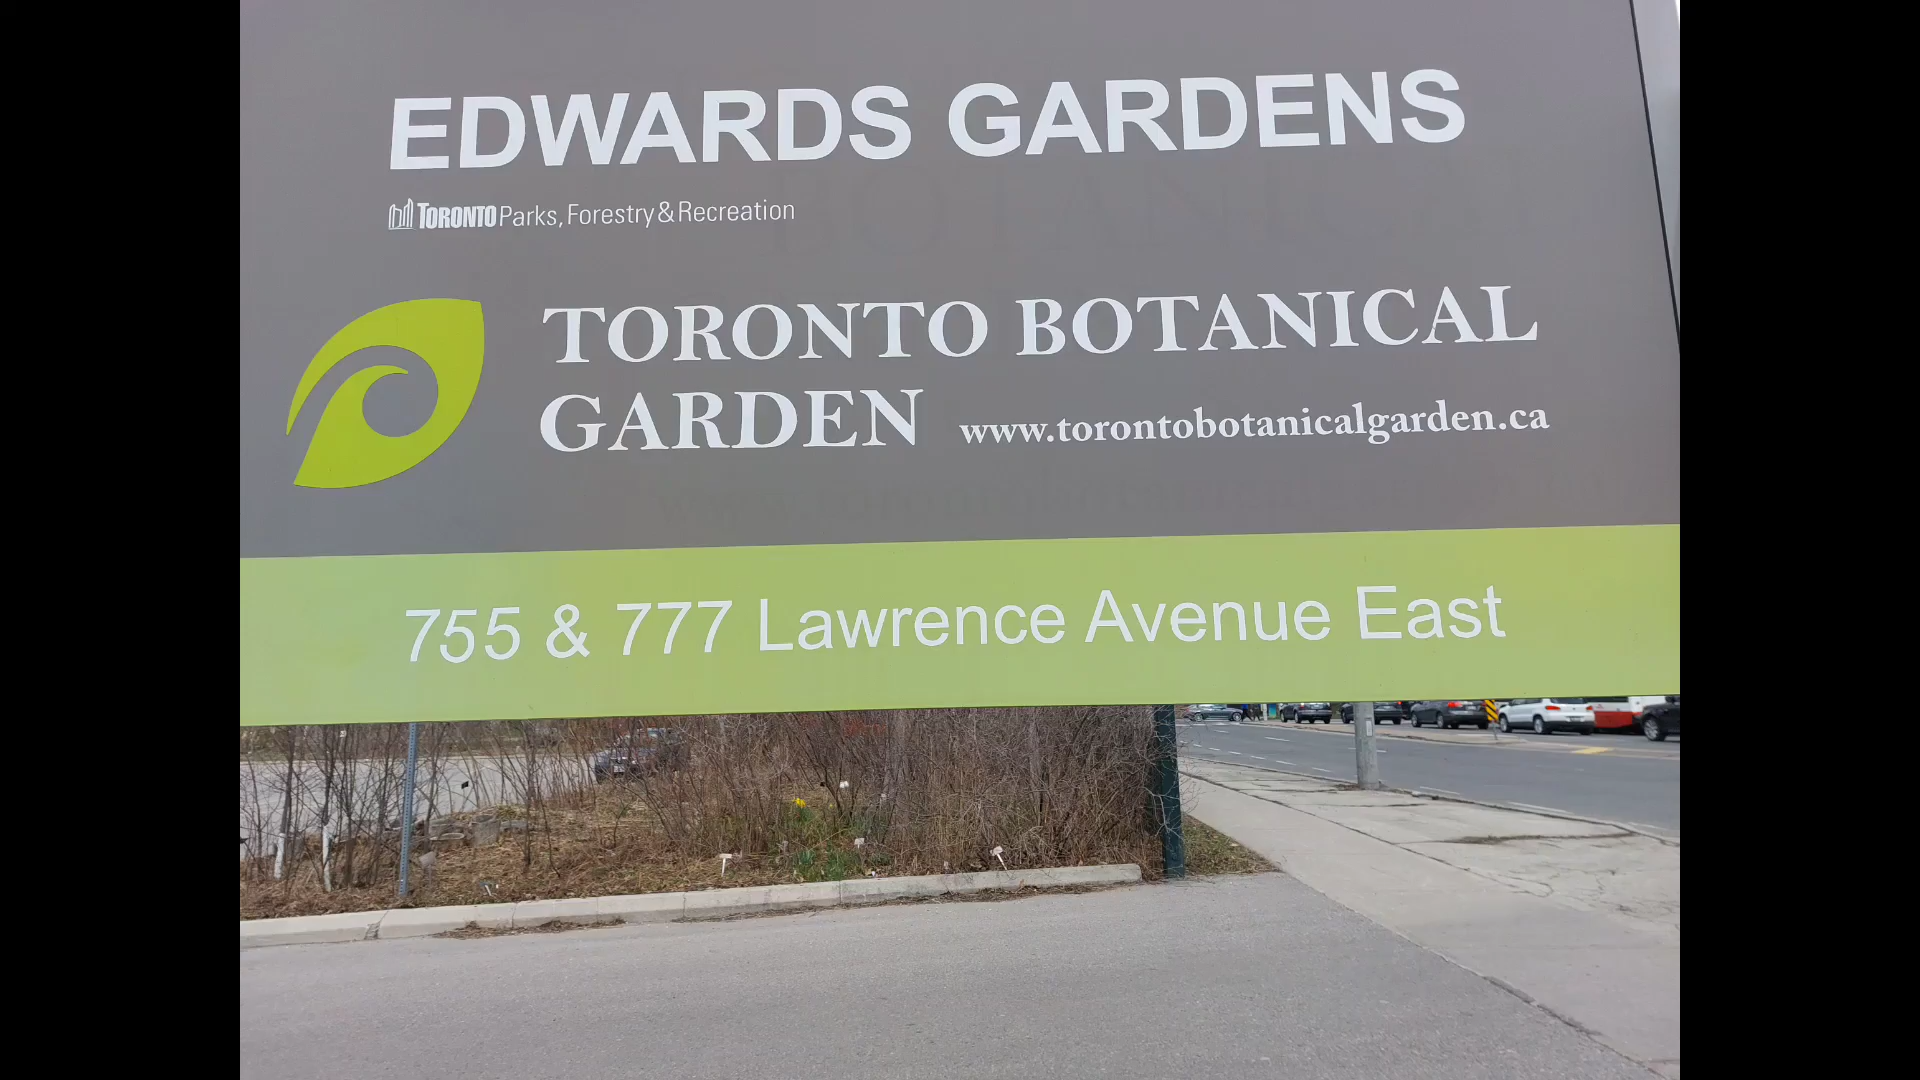 EDWARDS GARDENS
TORONTO Parks, Forestry & Recreation
TORONTO BOTANICAL
GARDEN www.torontobotanicalgarden.ca
755 & 777 Lawrence Avenue East